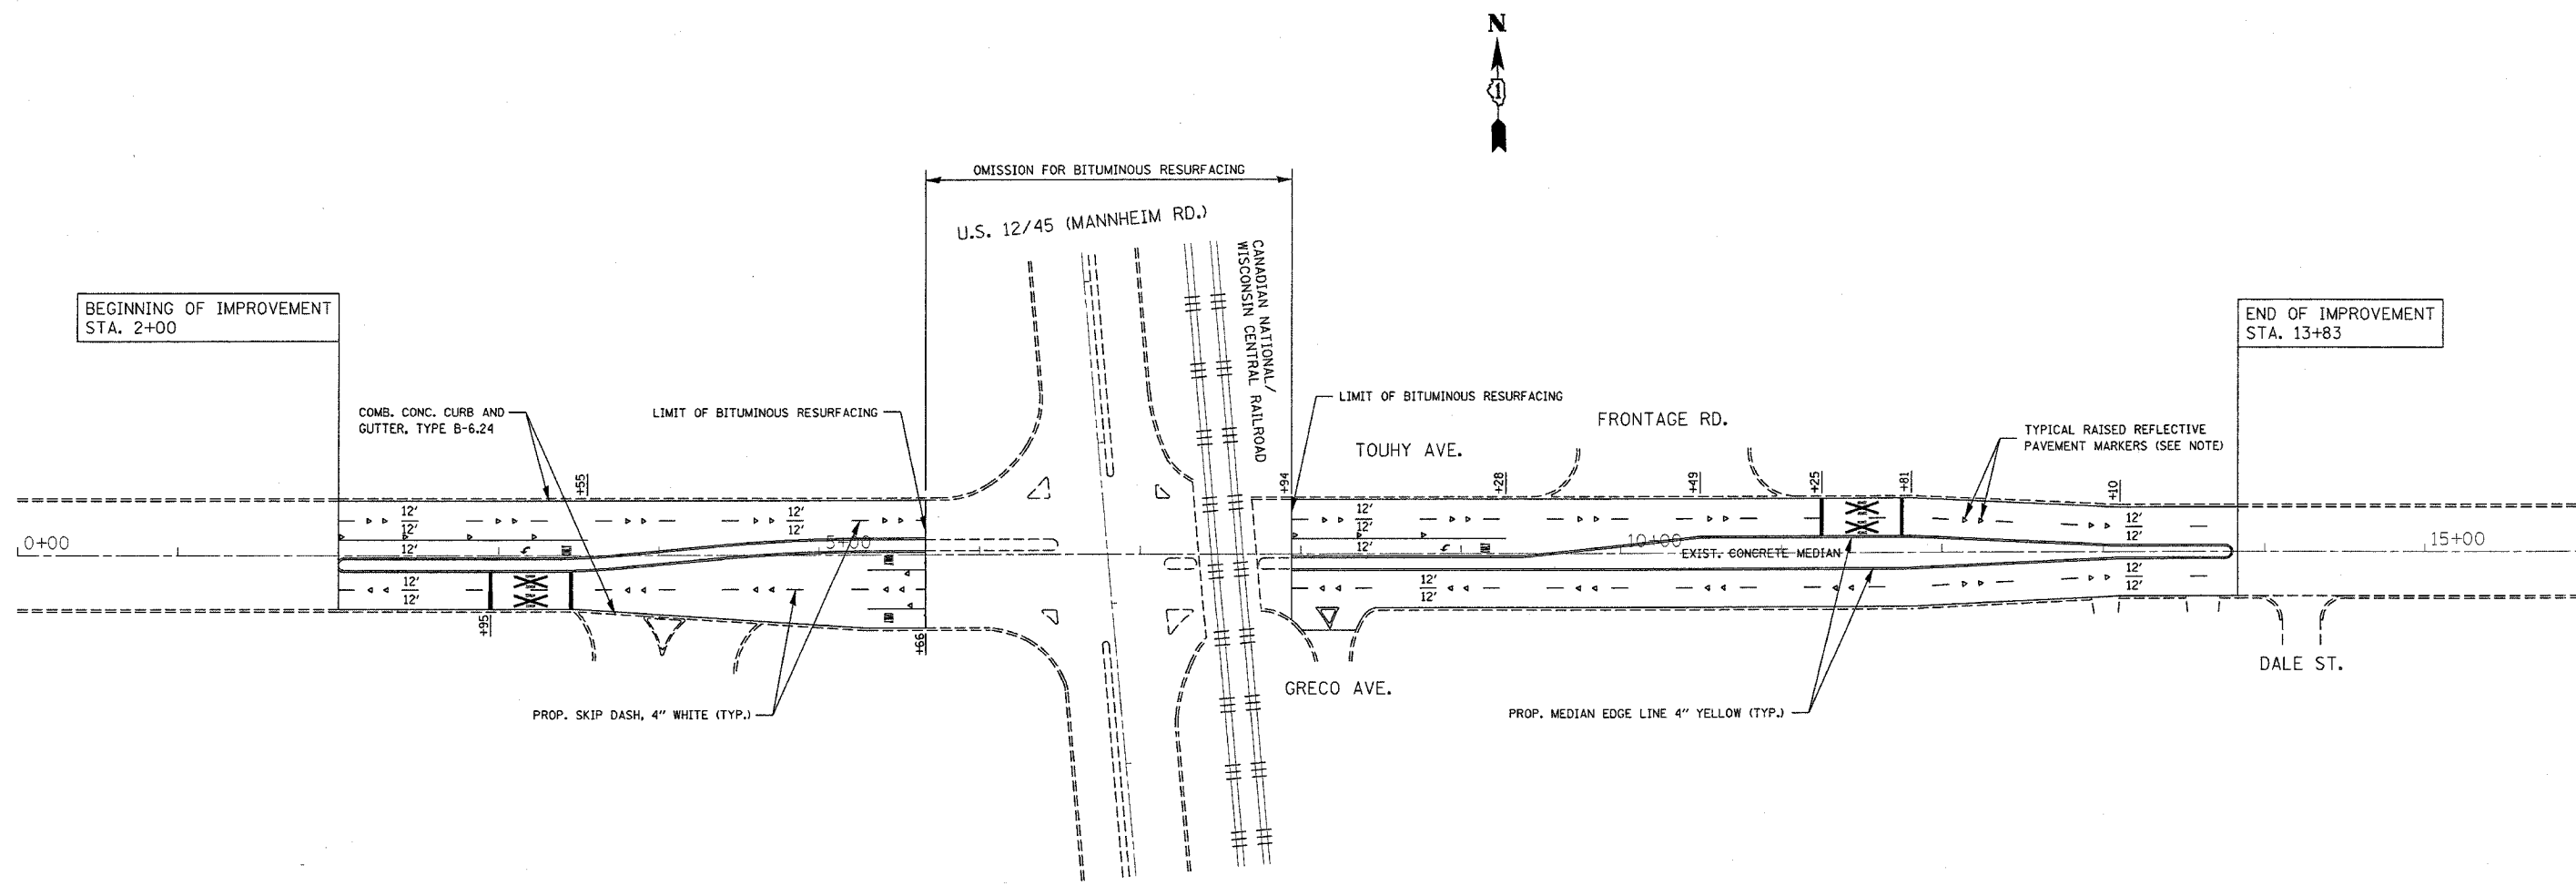 N
1
OMISSION FOR BITUMINOUS RESURFACING
U.S. 12/45 (MANNHEIM RD.)
CANADIAN NATIONAL/
WISCONSIN CENTRAL RAILROAD
BEGINNING OF IMPROVEMENT
STA. 2+00
END OF IMPROVEMENT
STA. 13+83
COMB. CONC. CURB AND
GUTTER, TYPE B-6.24
LIMIT OF BITUMINOUS RESURFACING
LIMIT OF BITUMINOUS RESURFACING
FRONTAGE RD.
TOUHY AVE.
TYPICAL RAISED REFLECTIVE
PAVEMENT MARKERS (SEE NOTE)
+55
+94
+28
+49
+25
+81
+10
12'
12'
12'
12'
12'
12'
12'
12'
12'
12'
0+00
5+00
10+00
15+00
EXIST. CONCRETE MEDIAN
12'
12'
12'
12'
12'
12'
+95
+66
PROP. SKIP DASH, 4" WHITE (TYP.)
GRECO AVE.
PROP. MEDIAN EDGE LINE 4" YELLOW (TYP.)
DALE ST.